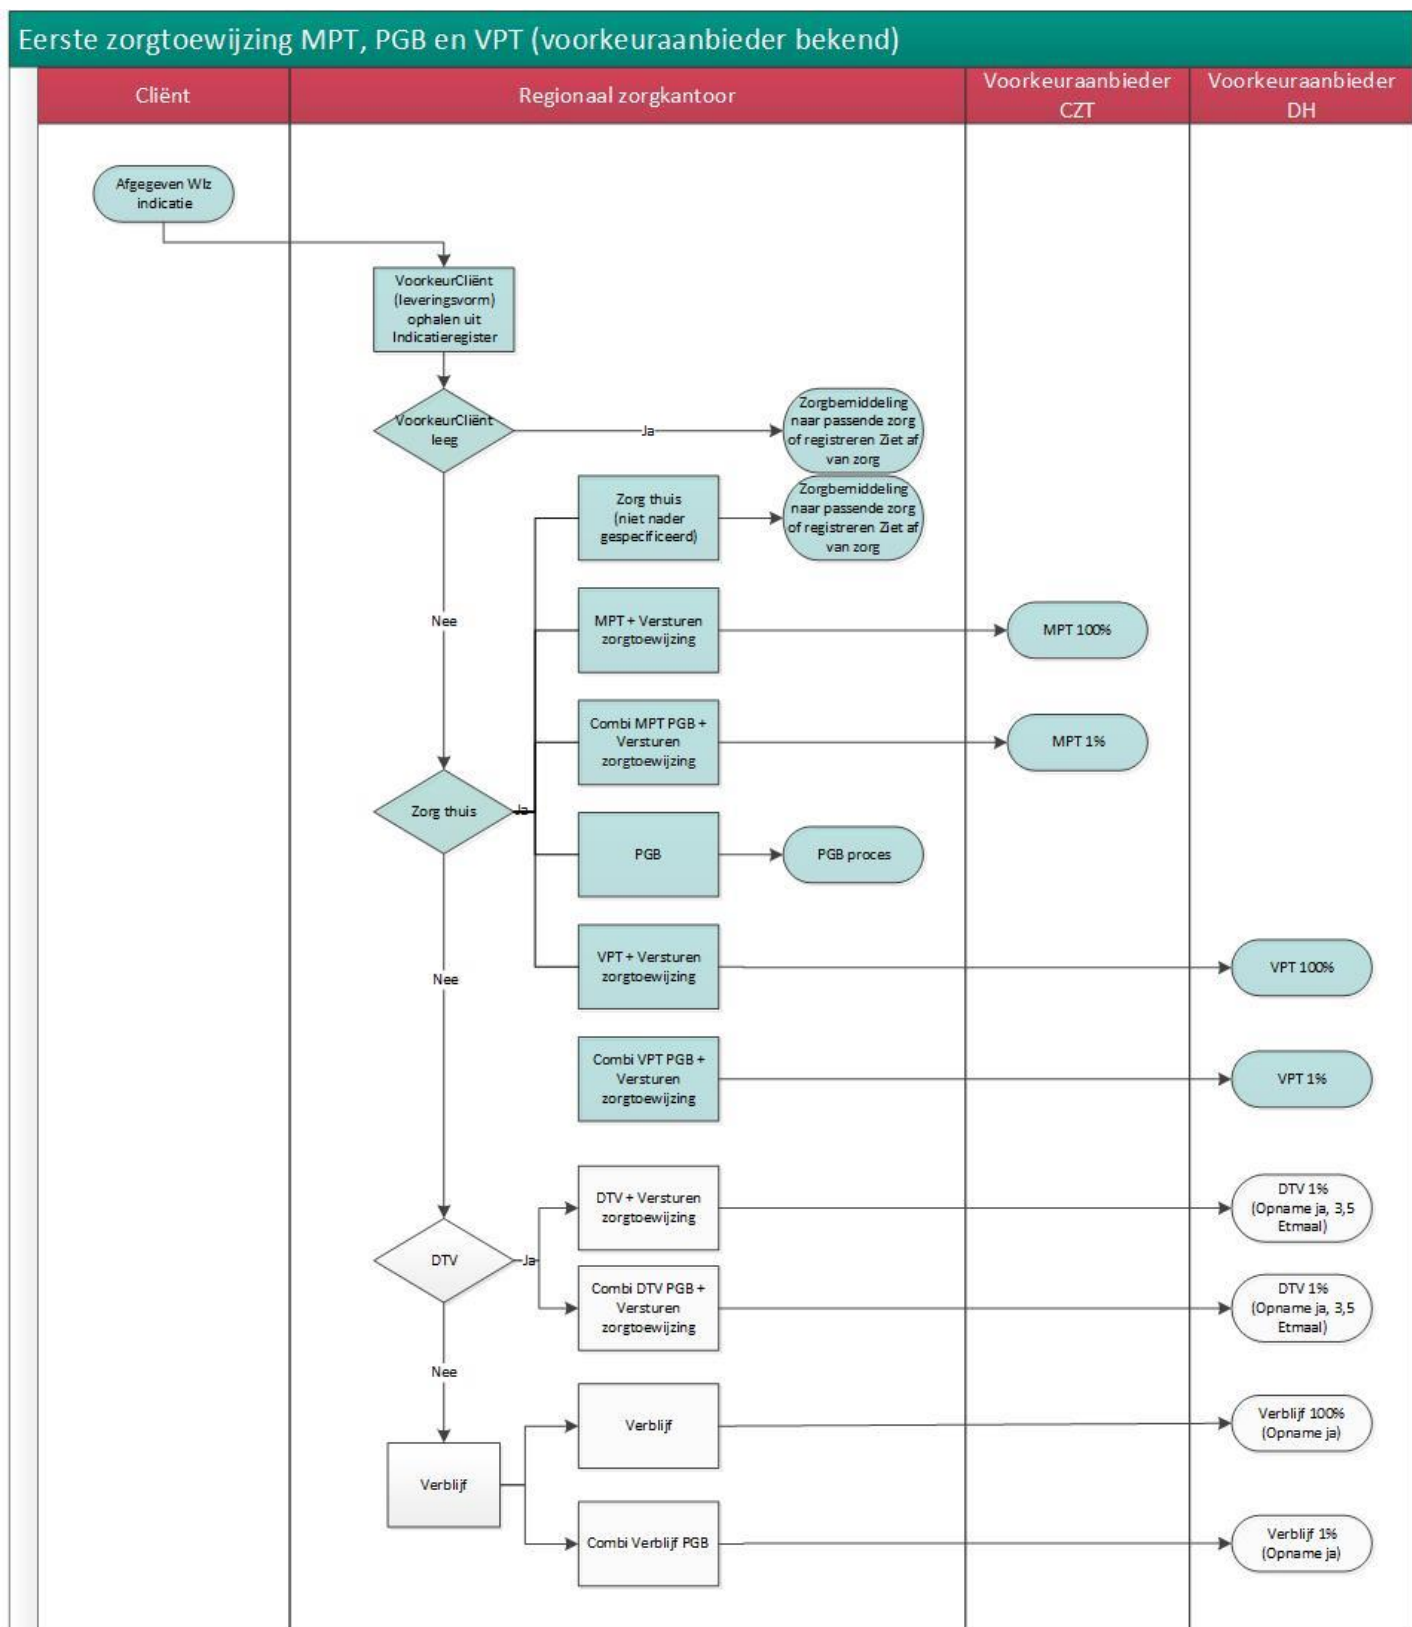 Eerste zorgtoewijzing MPT, PGB en VPT (voorkeuraanbieder bekend)
Cliënt
Regionaal zorgkantoor
Voorkeuraanbieder
CZT
Voorkeuraanbieder
DH
Afgegeven Wlz
indicatie
VoorkeurCliënt
(leveringsvorm)
ophalen uit
Indicatieregister
VoorkeurCliënt
leeg
Ja
Zorgbemiddeling
naar passende zorg
of registreren Ziet af
van zorg
Zorg thuis
(niet nader
gespecificeerd)
Zorgbemiddeling
naar passende zorg
of registreren Ziet af
van zorg
Nee
MPT + Versturen
zorgtoewijzing
MPT 100%
Combi MPT PGB +
Versturen
zorgtoewijzing
MPT 1%
Zorg thuis
Ja
PGB
PGB proces
VPT + Versturen
zorgtoewijzing
VPT 100%
Nee
Combi VPT PGB +
Versturen
zorgtoewijzing
VPT 1%
DTV + Versturen
zorgtoewijzing
DTV 1%
(Opname ja, 3,5
Etmaal)
DTV
Ja
Combi DTV PGB +
Versturen
zorgtoewijzing
DTV 1%
(Opname ja, 3,5
Etmaal)
Nee
Verblijf
Verblijf 100%
(Opname ja)
Verblijf
Combi Verblijf PGB
Verblijf 1%
(Opname ja)